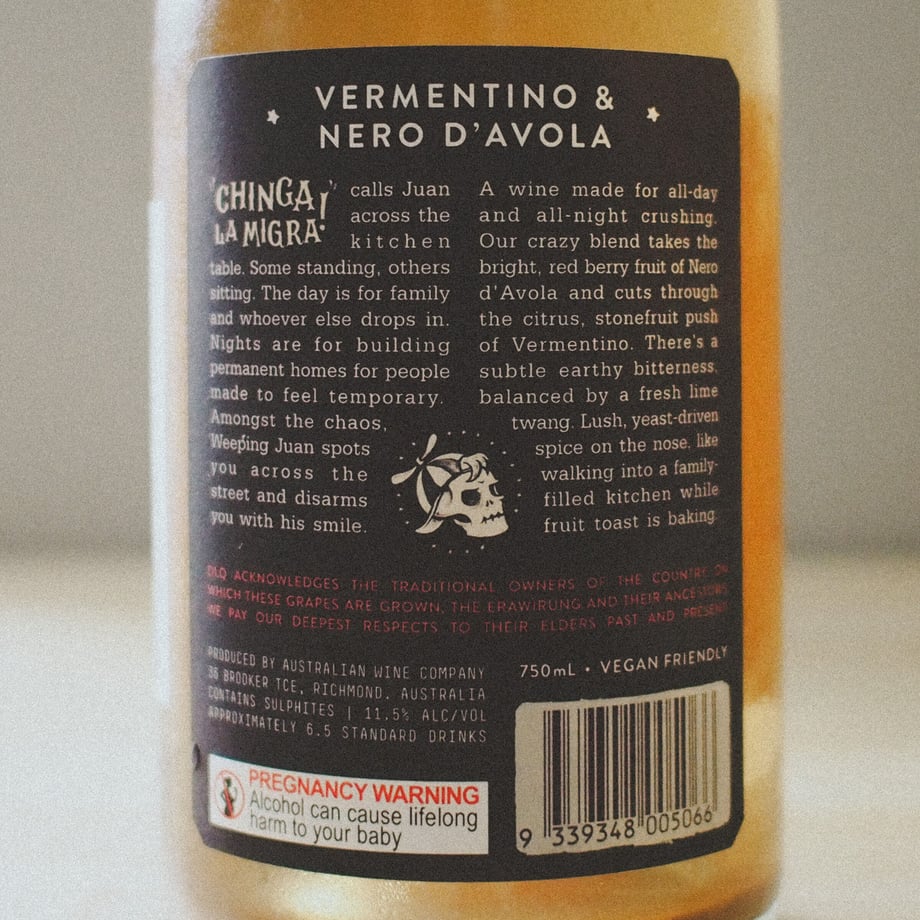 VERMENTINO &
NERO D'AVOLA
'CHINGA
LA MIGRA!'
calls Juan
across the
kitchen
table. Some standing, others
sitting. The day is for family
and whoever else drops in.
Nights are for building
permanent homes for people
made to feel temporary.
Amongst the chaos,
Weeping Juan spots
you across the
street and disarms
you with his smile.
A wine made for all-day
and all-night crushing.
Our crazy blend takes the
bright, red berry fruit of Nero
d'Avola and cuts through
the citrus, stonefruit push
of Vermentino. There's a
subtle earthy bitterness,
balanced by a fresh lime
twang. Lush, yeast-driven
spice on the nose, like
walking into a family-
filled kitchen while
fruit toast is baking.
DLQ ACKNOWLEDGES THE TRADITIONAL OWNERS OF THE COUNTRY ON
WHICH THESE GRAPES ARE GROWN, THE ERAWIRUNG AND THEIR ANCESTORS
WE PAY OUR DEEPEST RESPECTS TO THEIR ELDERS PAST AND PRESENT
PRODUCED BY AUSTRALIAN WINE COMPANY
36 BROOKER TCE, RICHMOND, AUSTRALIA
CONTAINS SULPHITES | 11.5% ALC/VOL
APPROXIMATELY 6.5 STANDARD DRINKS
750mL • VEGAN FRIENDLY
PREGNANCY WARNING
Alcohol can cause lifelong
harm to your baby
9 339348 005066